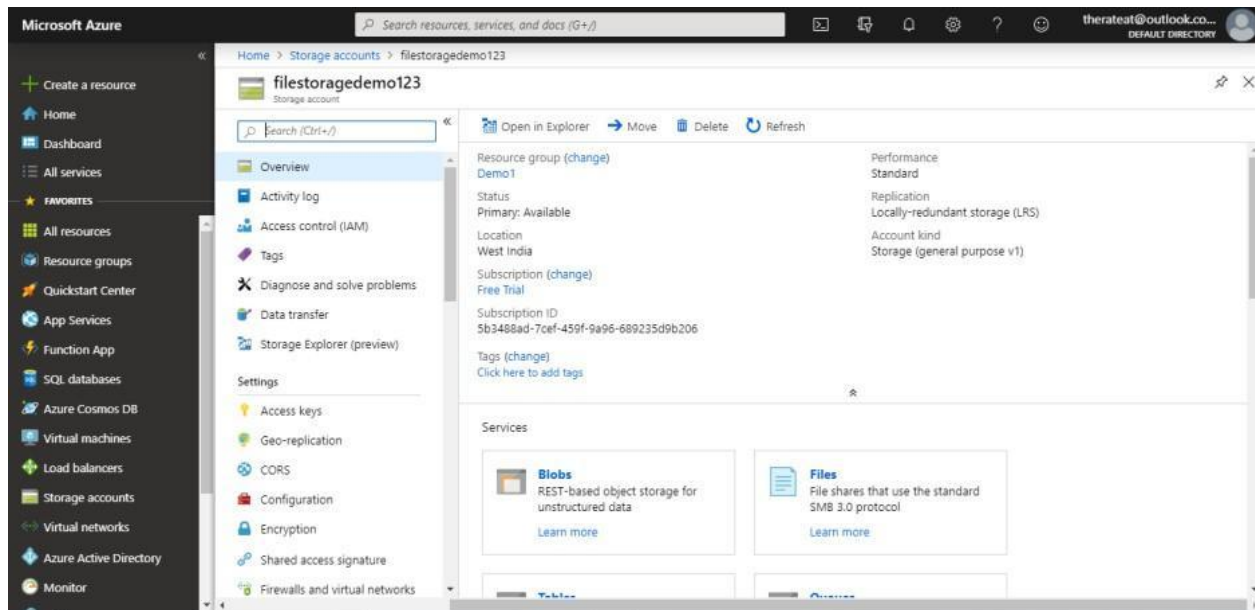 Microsoft Azure
Search resources, services, and docs (G+/)
therateat@outlook.co...
DEFAULT DIRECTORY
Create a resource
Home
Dashboard
All services
FAVORITES
All resources
Resource groups
Quickstart Center
App Services
Function App
SQL databases
Azure Cosmos DB
Virtual machines
Load balancers
Storage accounts
Virtual networks
Azure Active Directory
Monitor
Home > Storage accounts > filestoragedemo123
filestoragedemo123
Storage account
Search (Ctrl+/)
Overview
Activity log
Access control (IAM)
Tags
Diagnose and solve problems
Data transfer
Storage Explorer (preview)
Settings
Access keys
Geo-replication
CORS
Configuration
Encryption
Shared access signature
Firewalls and virtual networks
Open in Explorer Move Delete Refresh
Resource group (change)
Demo1
Status
Primary: Available
Location
West India
Subscription (change)
Free Trial
Subscription ID
5b3488ad-7cef-459f-9a96-689235d9b206
Tags (change)
Click here to add tags
Performance
Standard
Replication
Locally-redundant storage (LRS)
Account kind
Storage (general purpose v1)
Services
Blobs
REST-based object storage for
unstructured data
Learn more
Files
File shares that use the standard
SMB 3.0 protocol
Learn more
Tables
Queues